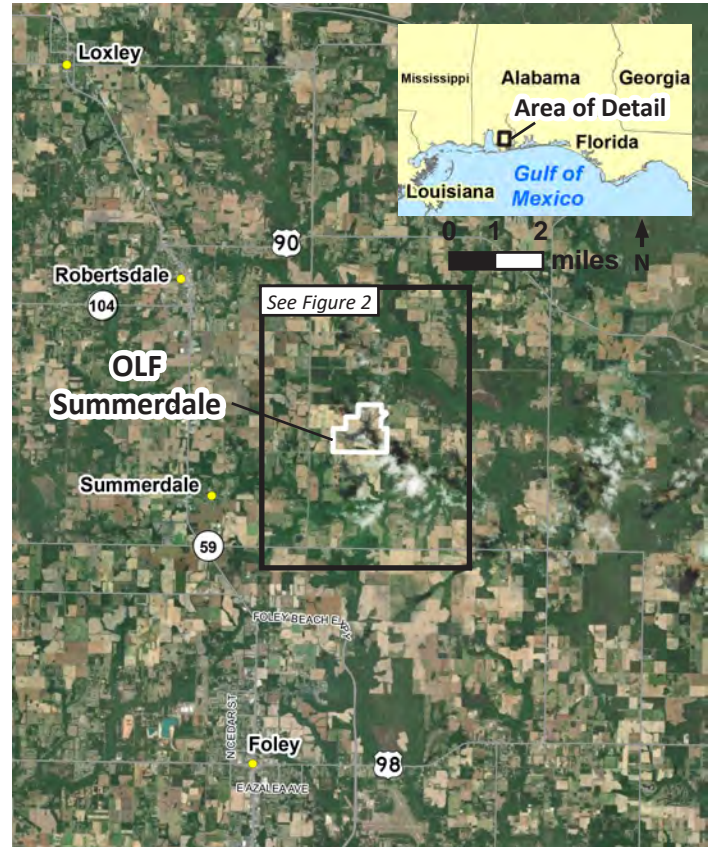 Loxley
Mississippi
Alabama
Georgia
Area of Detail
Florida
Louisiana
Gulf of
Mexico
0 1 2
miles
N
90
Robertsdale
104
See Figure 2
OLF
Summerdale
Summerdale
59
FOLEY BEACH EXPY
N CEDAR ST
Foley
98
E AZALEA AVE